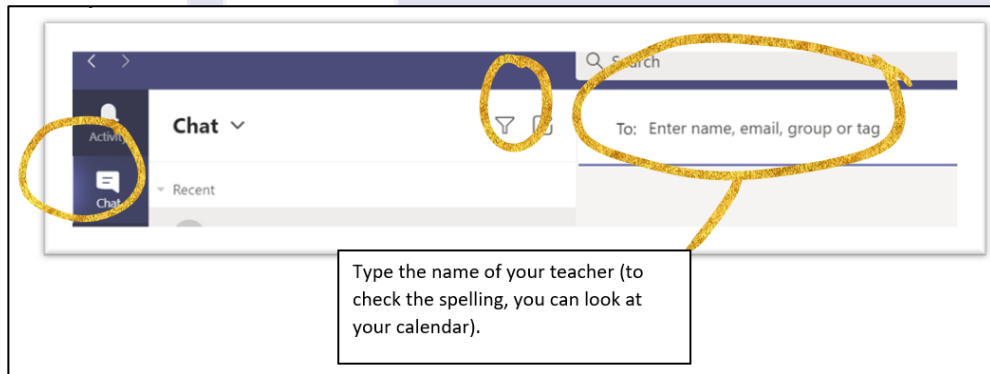 Search
Activity
Chat
To: Enter name, email, group or tag
Chat
Recent
Type the name of your teacher (to
check the spelling, you can look at
your calendar).